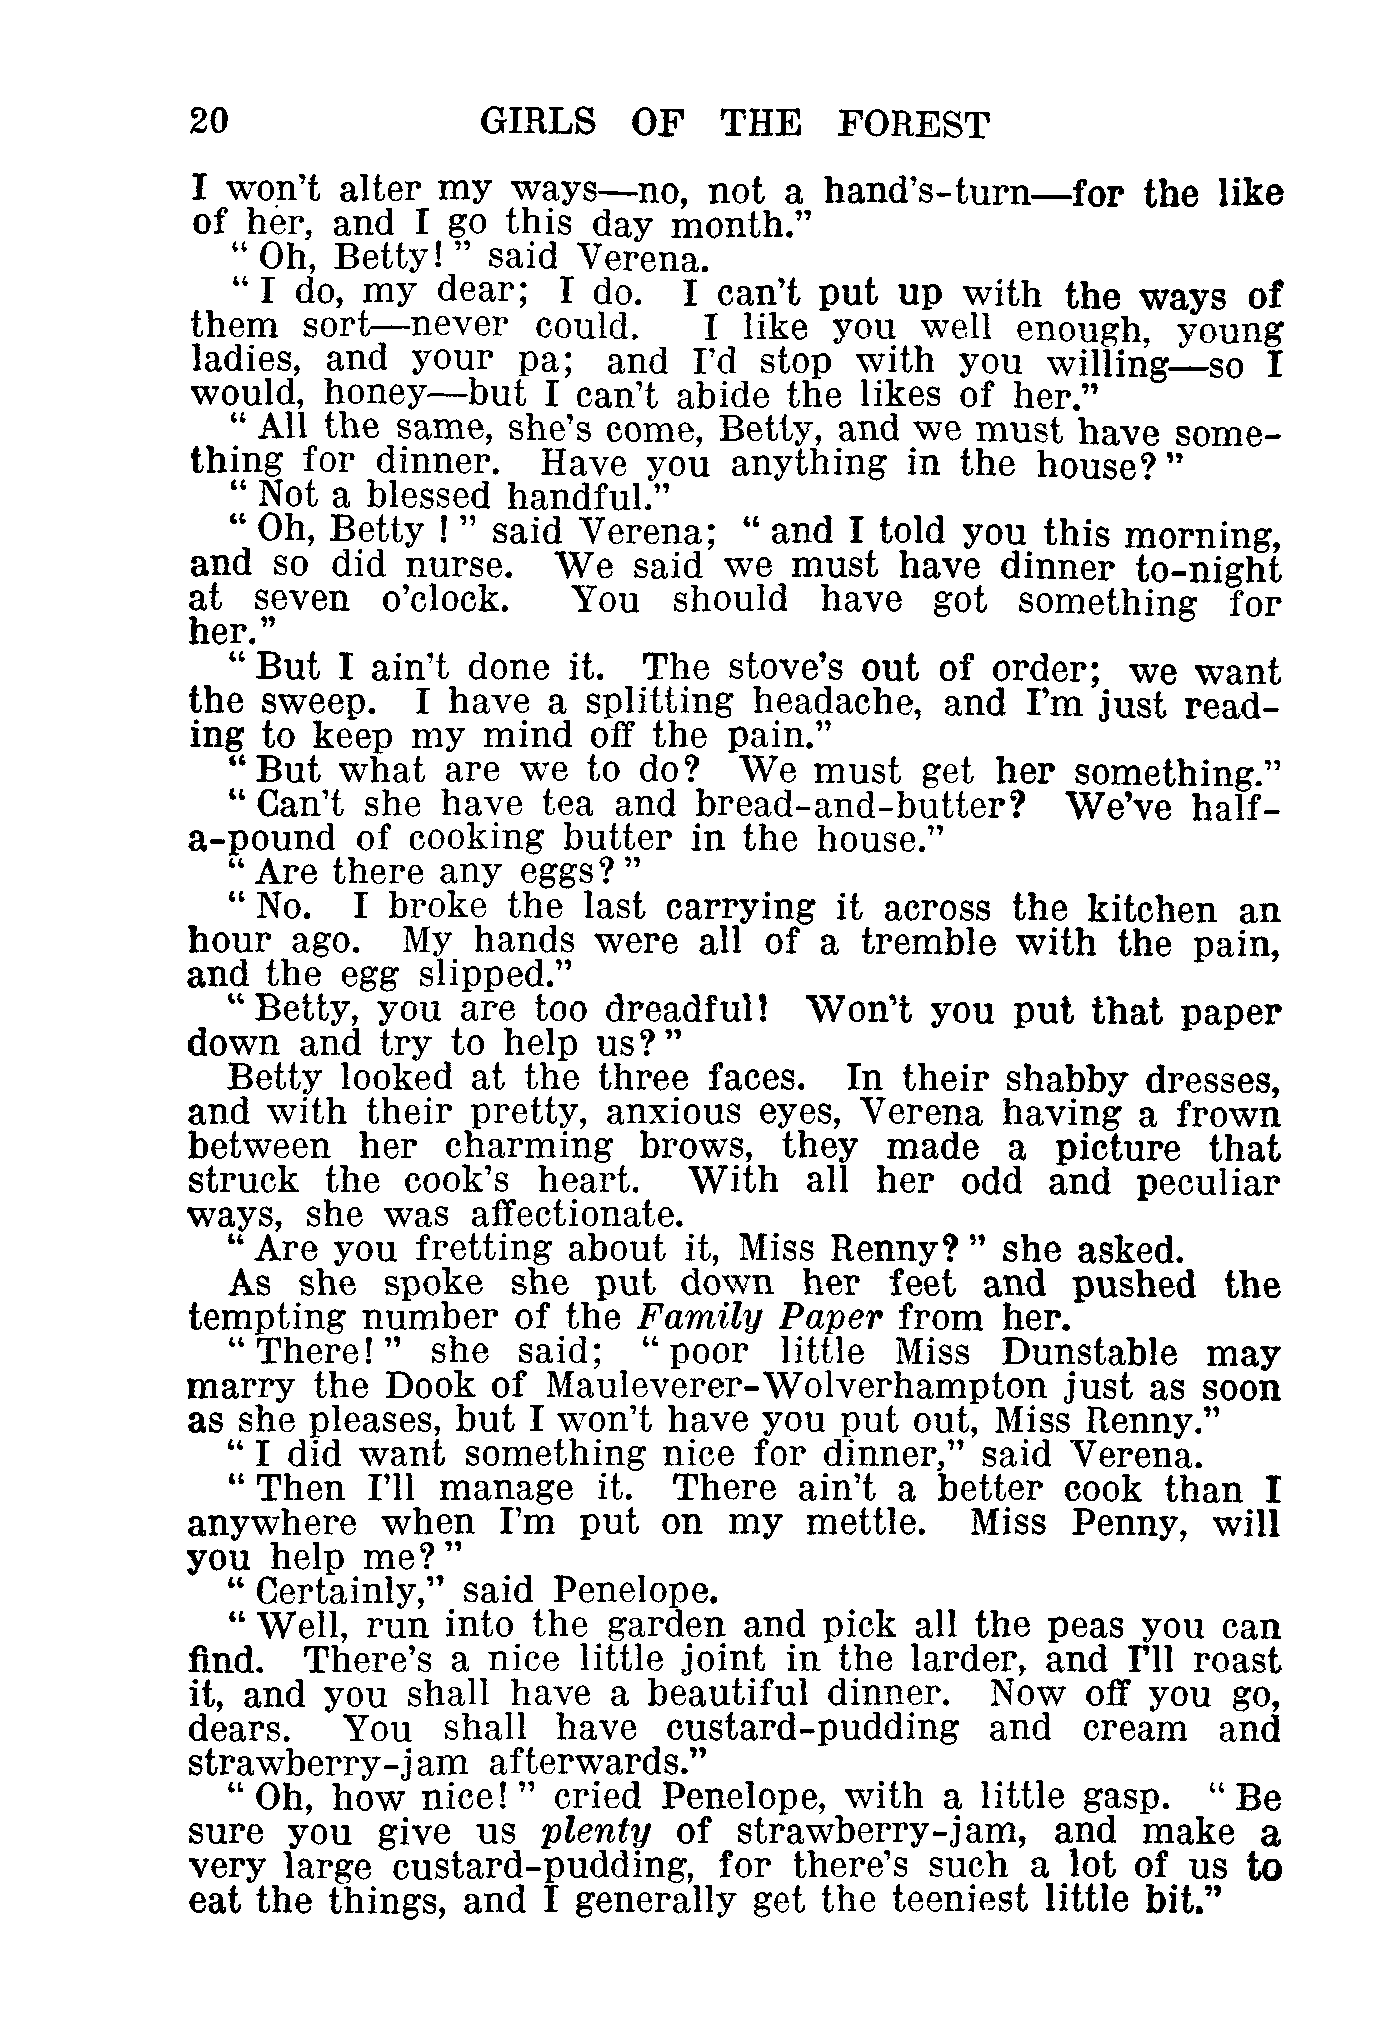 20 GIRLS OF THE FOREST
I won't alter my ways—no, not a hand's-turn—for the like
of her, and I go this day month."
"Oh, Betty!" said Verena.
"I do, my dear; I do. I can't put up with the ways of
them sort—never could. I like you well enough, young
ladies, and your pa; and I'd stop with you willing—so I
would, honey—but I can't abide the likes of her."
"All the same, she's come, Betty, and we must have some-
thing for dinner. Have you anything in the house?"
"Not a blessed handful."
"Oh, Betty!" said Verena; "and I told you this morning,
and so did nurse. We said we must have dinner to-night
at seven o'clock. You should have got something for
her."
"But I ain't done it. The stove's out of order; we want
the sweep. I have a splitting headache, and I'm just read-
ing to keep my mind off the pain."
"But what are we to do? We must get her something."
"Can't she have tea and bread-and-butter? We've half-
a-pound of cooking butter in the house."
"Are there any eggs?"
"No. I broke the last carrying it across the kitchen an
hour ago. My hands were all of a tremble with the pain,
and the egg slipped."
"Betty, you are too dreadful! Won't you put that paper
down and try to help us?"
Betty looked at the three faces. In their shabby dresses,
and with their pretty, anxious eyes, Verena having a frown
between her charming brows, they made a picture that
struck the cook's heart. With all her odd and peculiar
ways, she was affectionate.
"Are you fretting about it, Miss Renny?" she asked.
As she spoke she put down her feet and pushed the
tempting number of the Family Paper from her.
"There!" she said; "poor little Miss Dunstable may
marry the Dook of Mauleverer-Wolverhampton just as soon
as she pleases, but I won't have you put out, Miss Renny."
"I did want something nice for dinner," said Verena.
"Then I'll manage it. There ain't a better cook than I
anywhere when I'm put on my mettle. Miss Penny, will
you help me?"
"Certainly," said Penelope.
"Well, run into the garden and pick all the peas you can
find. There's a nice little joint in the larder, and I'll roast
it, and you shall have a beautiful dinner. Now off you go,
dears. You shall have custard-pudding and cream and
strawberry-jam afterwards."
"Oh, how nice!" cried Penelope, with a little gasp. "Be
sure you give us plenty of strawberry-jam, and make a
very large custard-pudding, for there's such a lot of us to
eat the things, and I generally get the teeniest little bit."